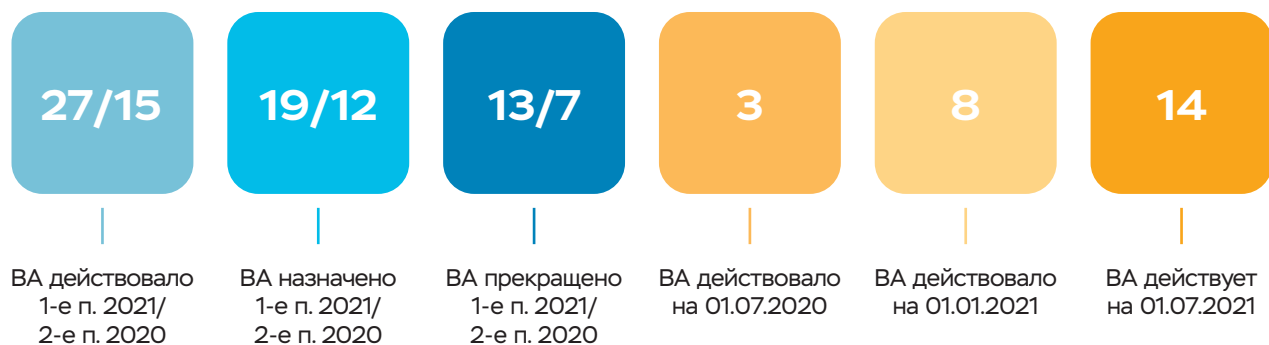 27/15
19/12
13/7
3
8
14
ВА действовало
1-е п. 2021/
2-е п. 2020
ВА назначено
1-е п. 2021/
2-е п. 2020
ВА прекращено
1-е п. 2021/
2-е п. 2020
ВА действовало
на 01.07.2020
ВА действовало
на 01.01.2021
ВА действует
на 01.07.2021